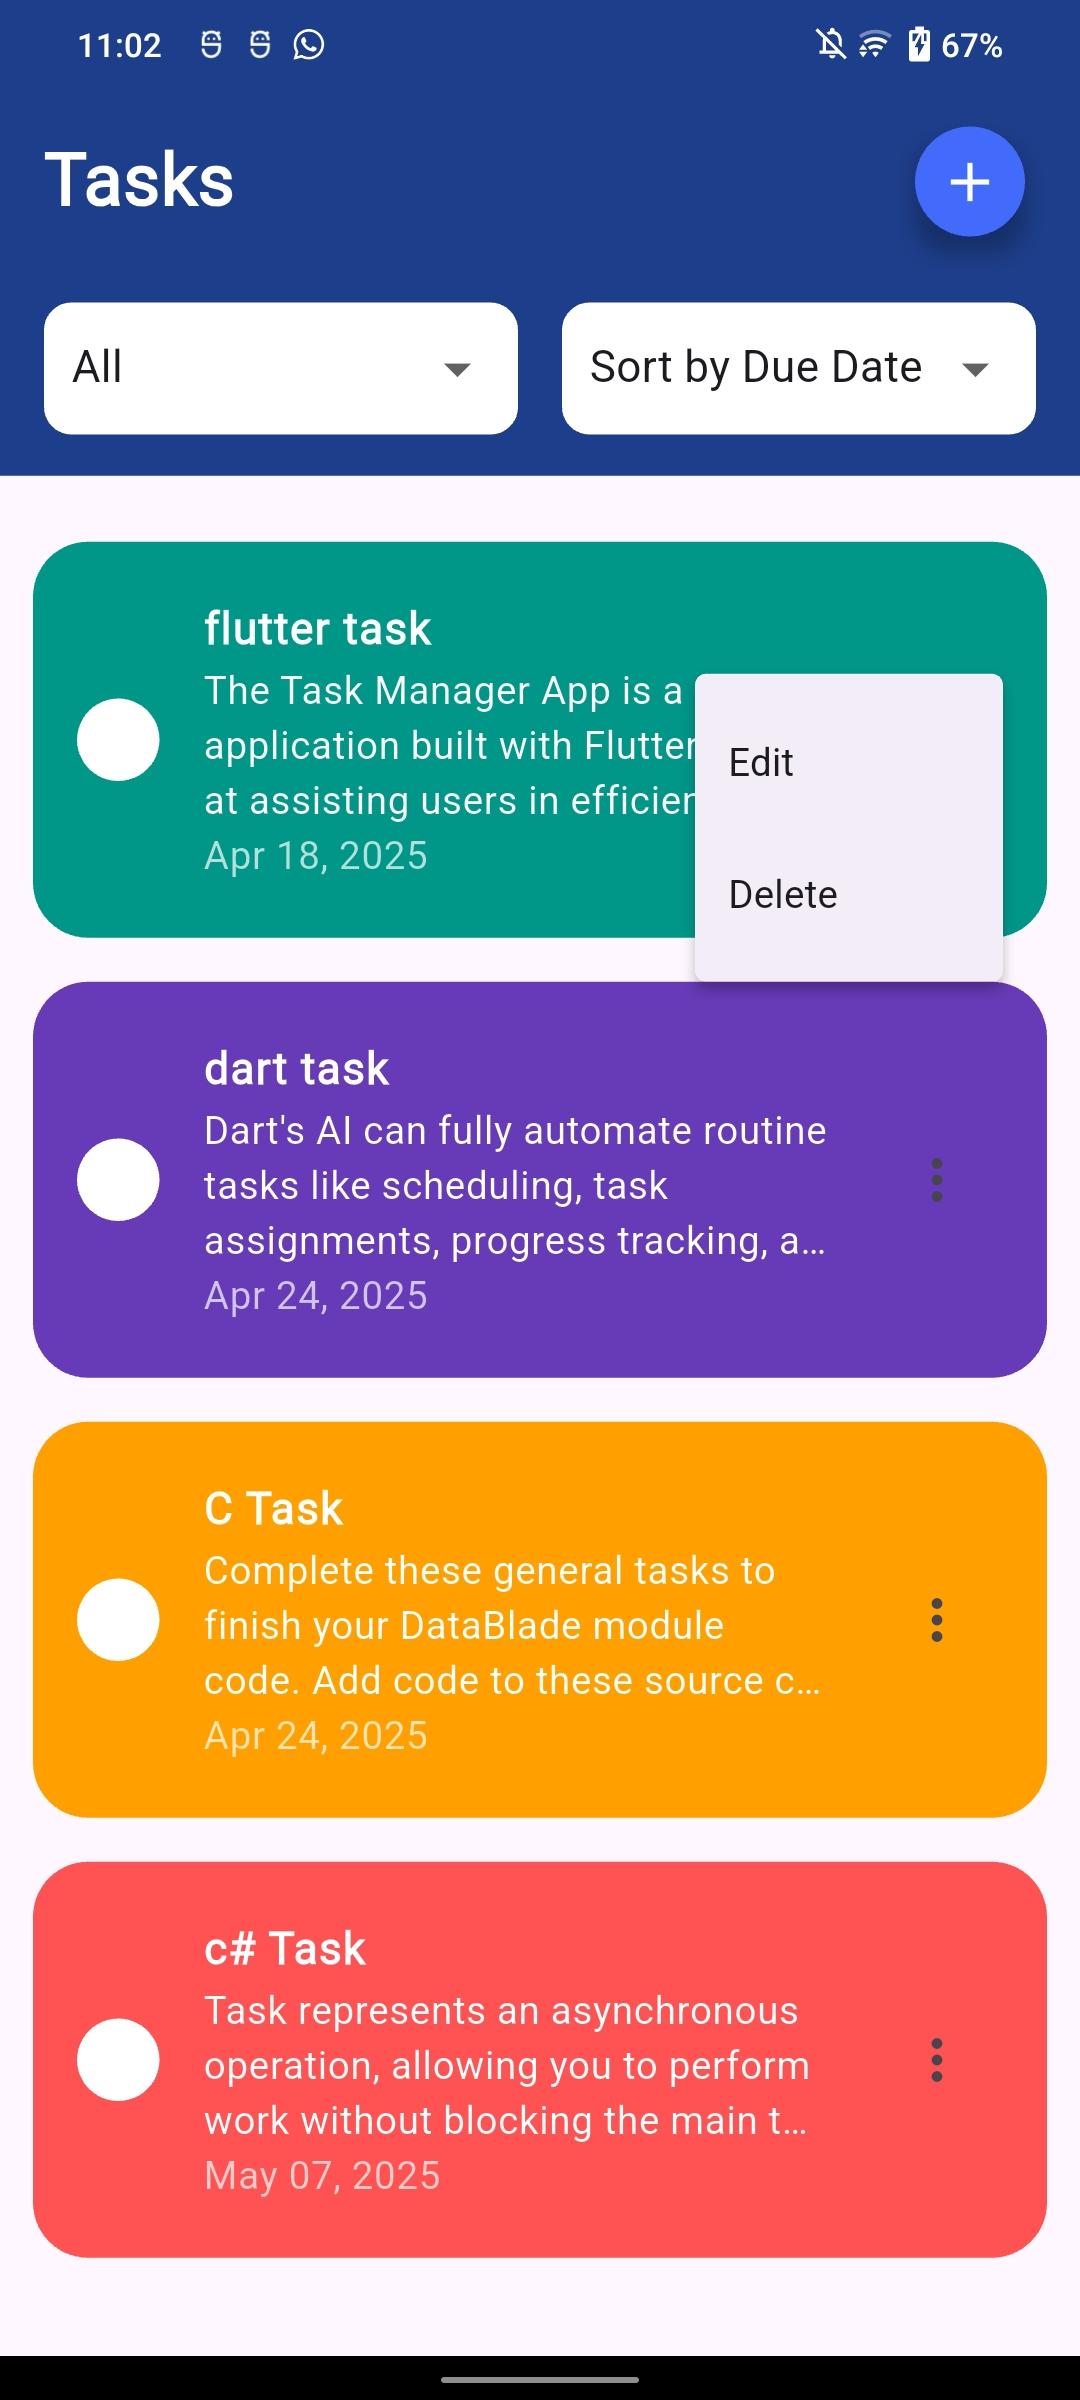 11:02
67%
Tasks
All
Sort by Due Date
flutter task
The Task Manager App is a
application built with Flutter
at assisting users in
Apr 18, 2025
Edit
Delete
dart task
Dart's AI can fully automate routine
tasks like scheduling, task
assignments, progress tracking, a…
Apr 24, 2025
C Task
Complete these general tasks to
finish your DataBlade module
code. Add code to these source c…
Apr 24, 2025
c# Task
Task represents an asynchronous
operation, allowing you to perform
work without blocking the main t…
May 07, 2025